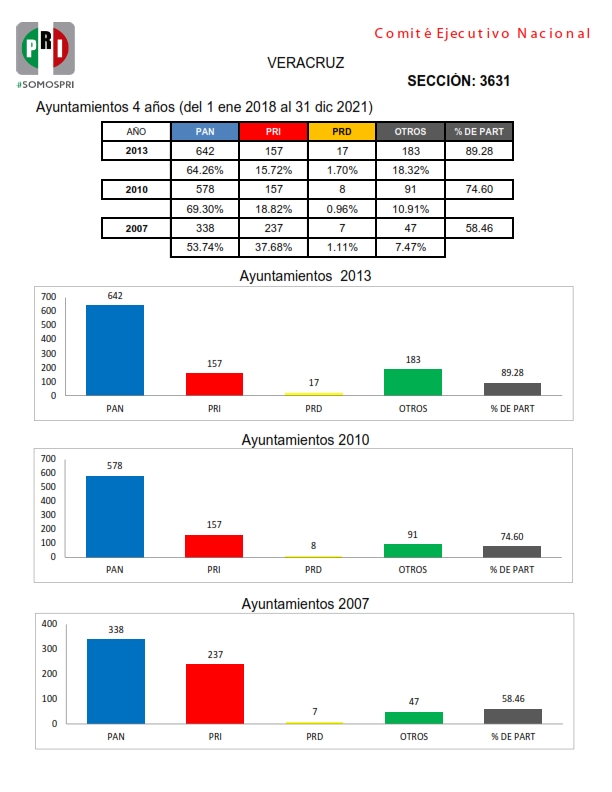 Comité Ejecutivo Nacional
PRI
#SOMOSPRI
VERACRUZ
SECCIÓN: 3631
Ayuntamientos 4 años (del 1 ene 2018 al 31 dic 2021)
AÑO PAN PRI PRD OTROS % DE PART
2013 642 157 17 183 89.28
64.26% 15.72% 1.70% 18.32%
2010 578 157 8 91 74.60
69.30% 18.82% 0.96% 10.91%
2007 338 237 7 47 58.46
53.74% 37.68% 1.11% 7.47%
Ayuntamientos 2013
700
600
500
400
300
200
100
0
642
157
17
183
89.28
PAN PRI PRD OTROS % DE PART
Ayuntamientos 2010
700
600
500
400
300
200
100
0
578
157
8
91
74.60
PAN PRI PRD OTROS % DE PART
Ayuntamientos 2007
400
300
200
100
0
338
237
7
47
58.46
PAN PRI PRD OTROS % DE PART